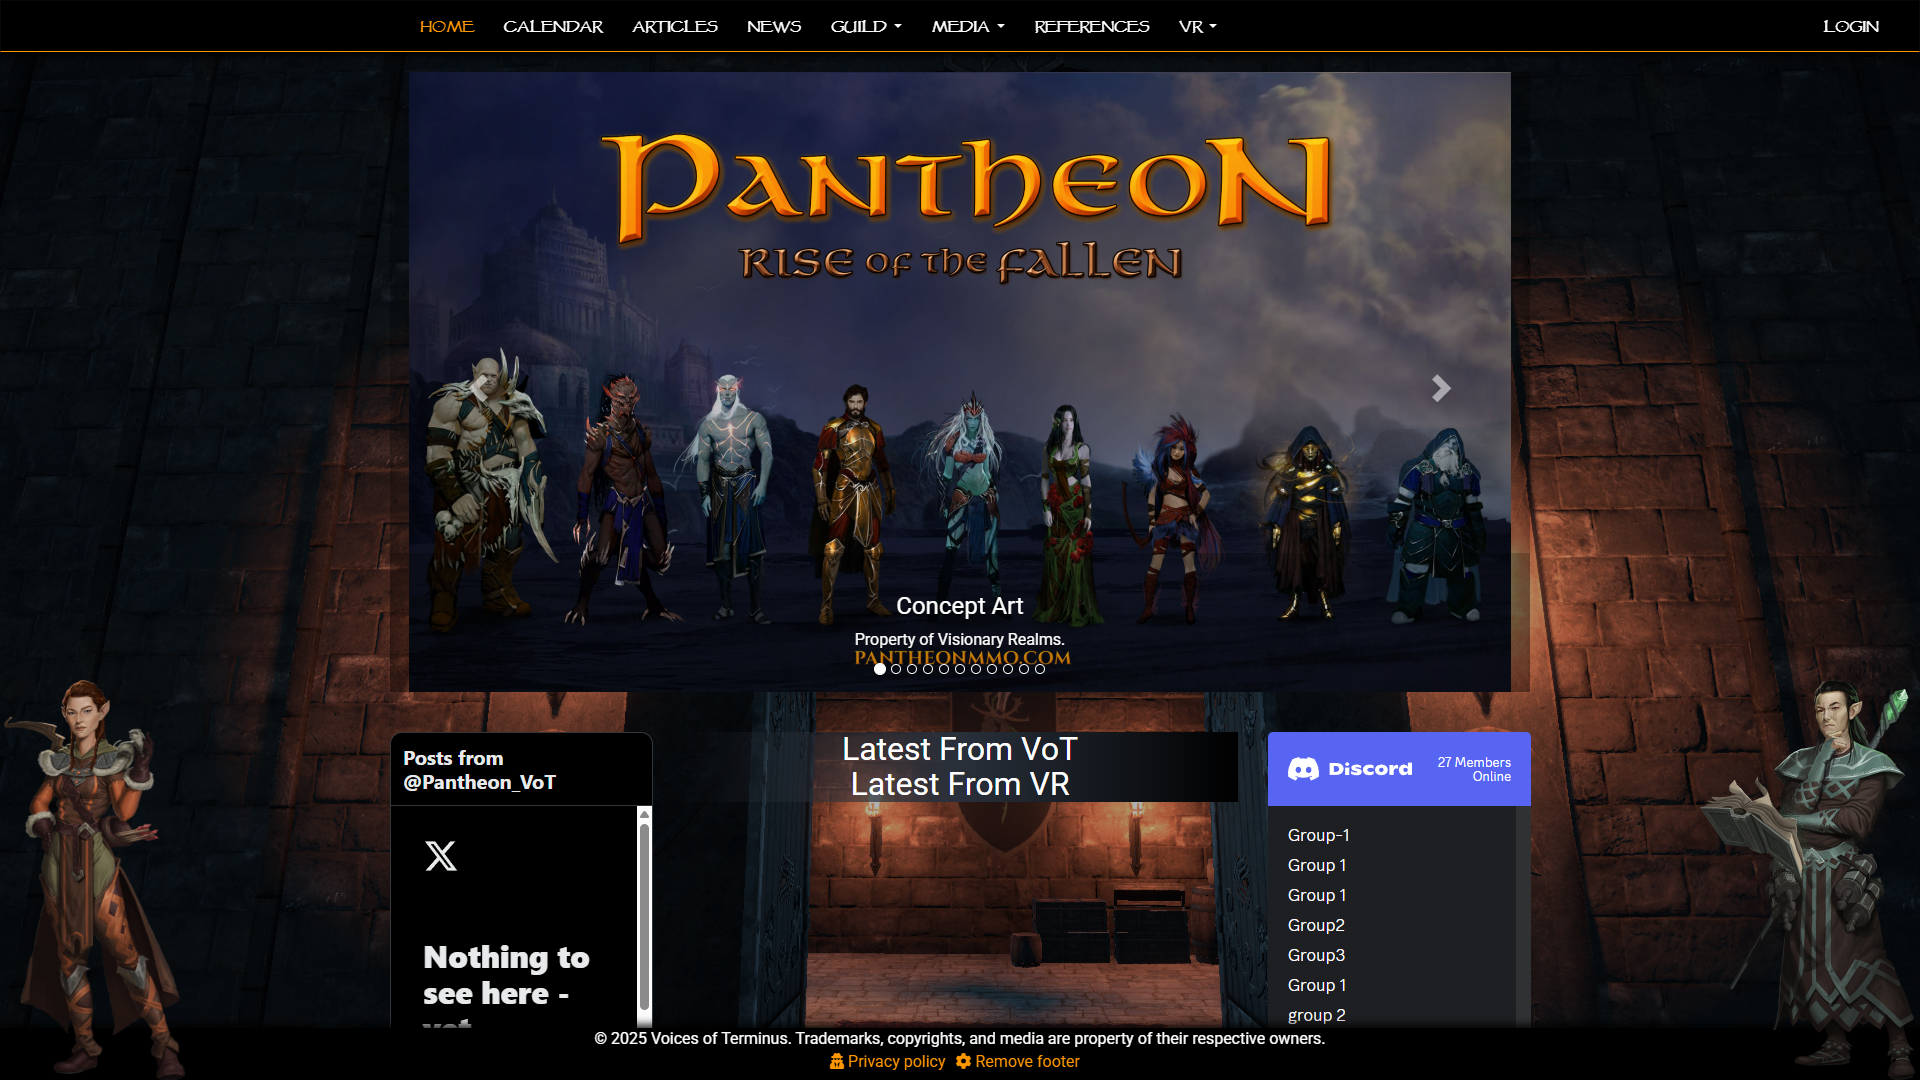 HOME
CALENDAR
ARTICLES
NEWS
GUILD
MEDIA
REFERENCES
VR
LOGIN
PANTHEON
RISE OF THE FALLEN
Concept Art
Property of Visionary Realms.
PANTHEONMMO.COM
Posts from
@Pantheon_VoT
Nothing to
see here -
yet
Latest From VoT
Latest From VR
Discord
27 Members
Online
Group-1
Group 1
Group 1
Group2
Group3
Group 1
group 2
© 2025 Voices of Terminus. Trademarks, copyrights, and media are property of their respective owners.
Privacy policy Remove footer